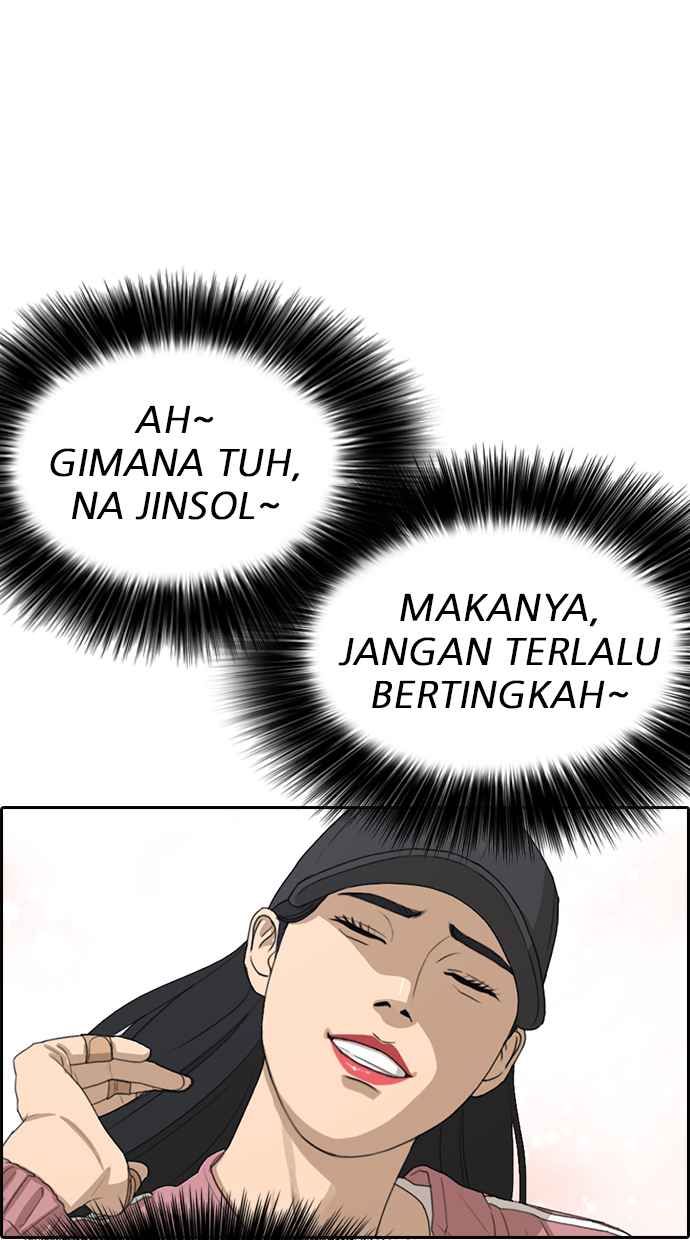 AH~
GIMANA TUH,
NA JINSOL~
MAKANYA,
JANGAN TERLALU
BERTINGKAH~